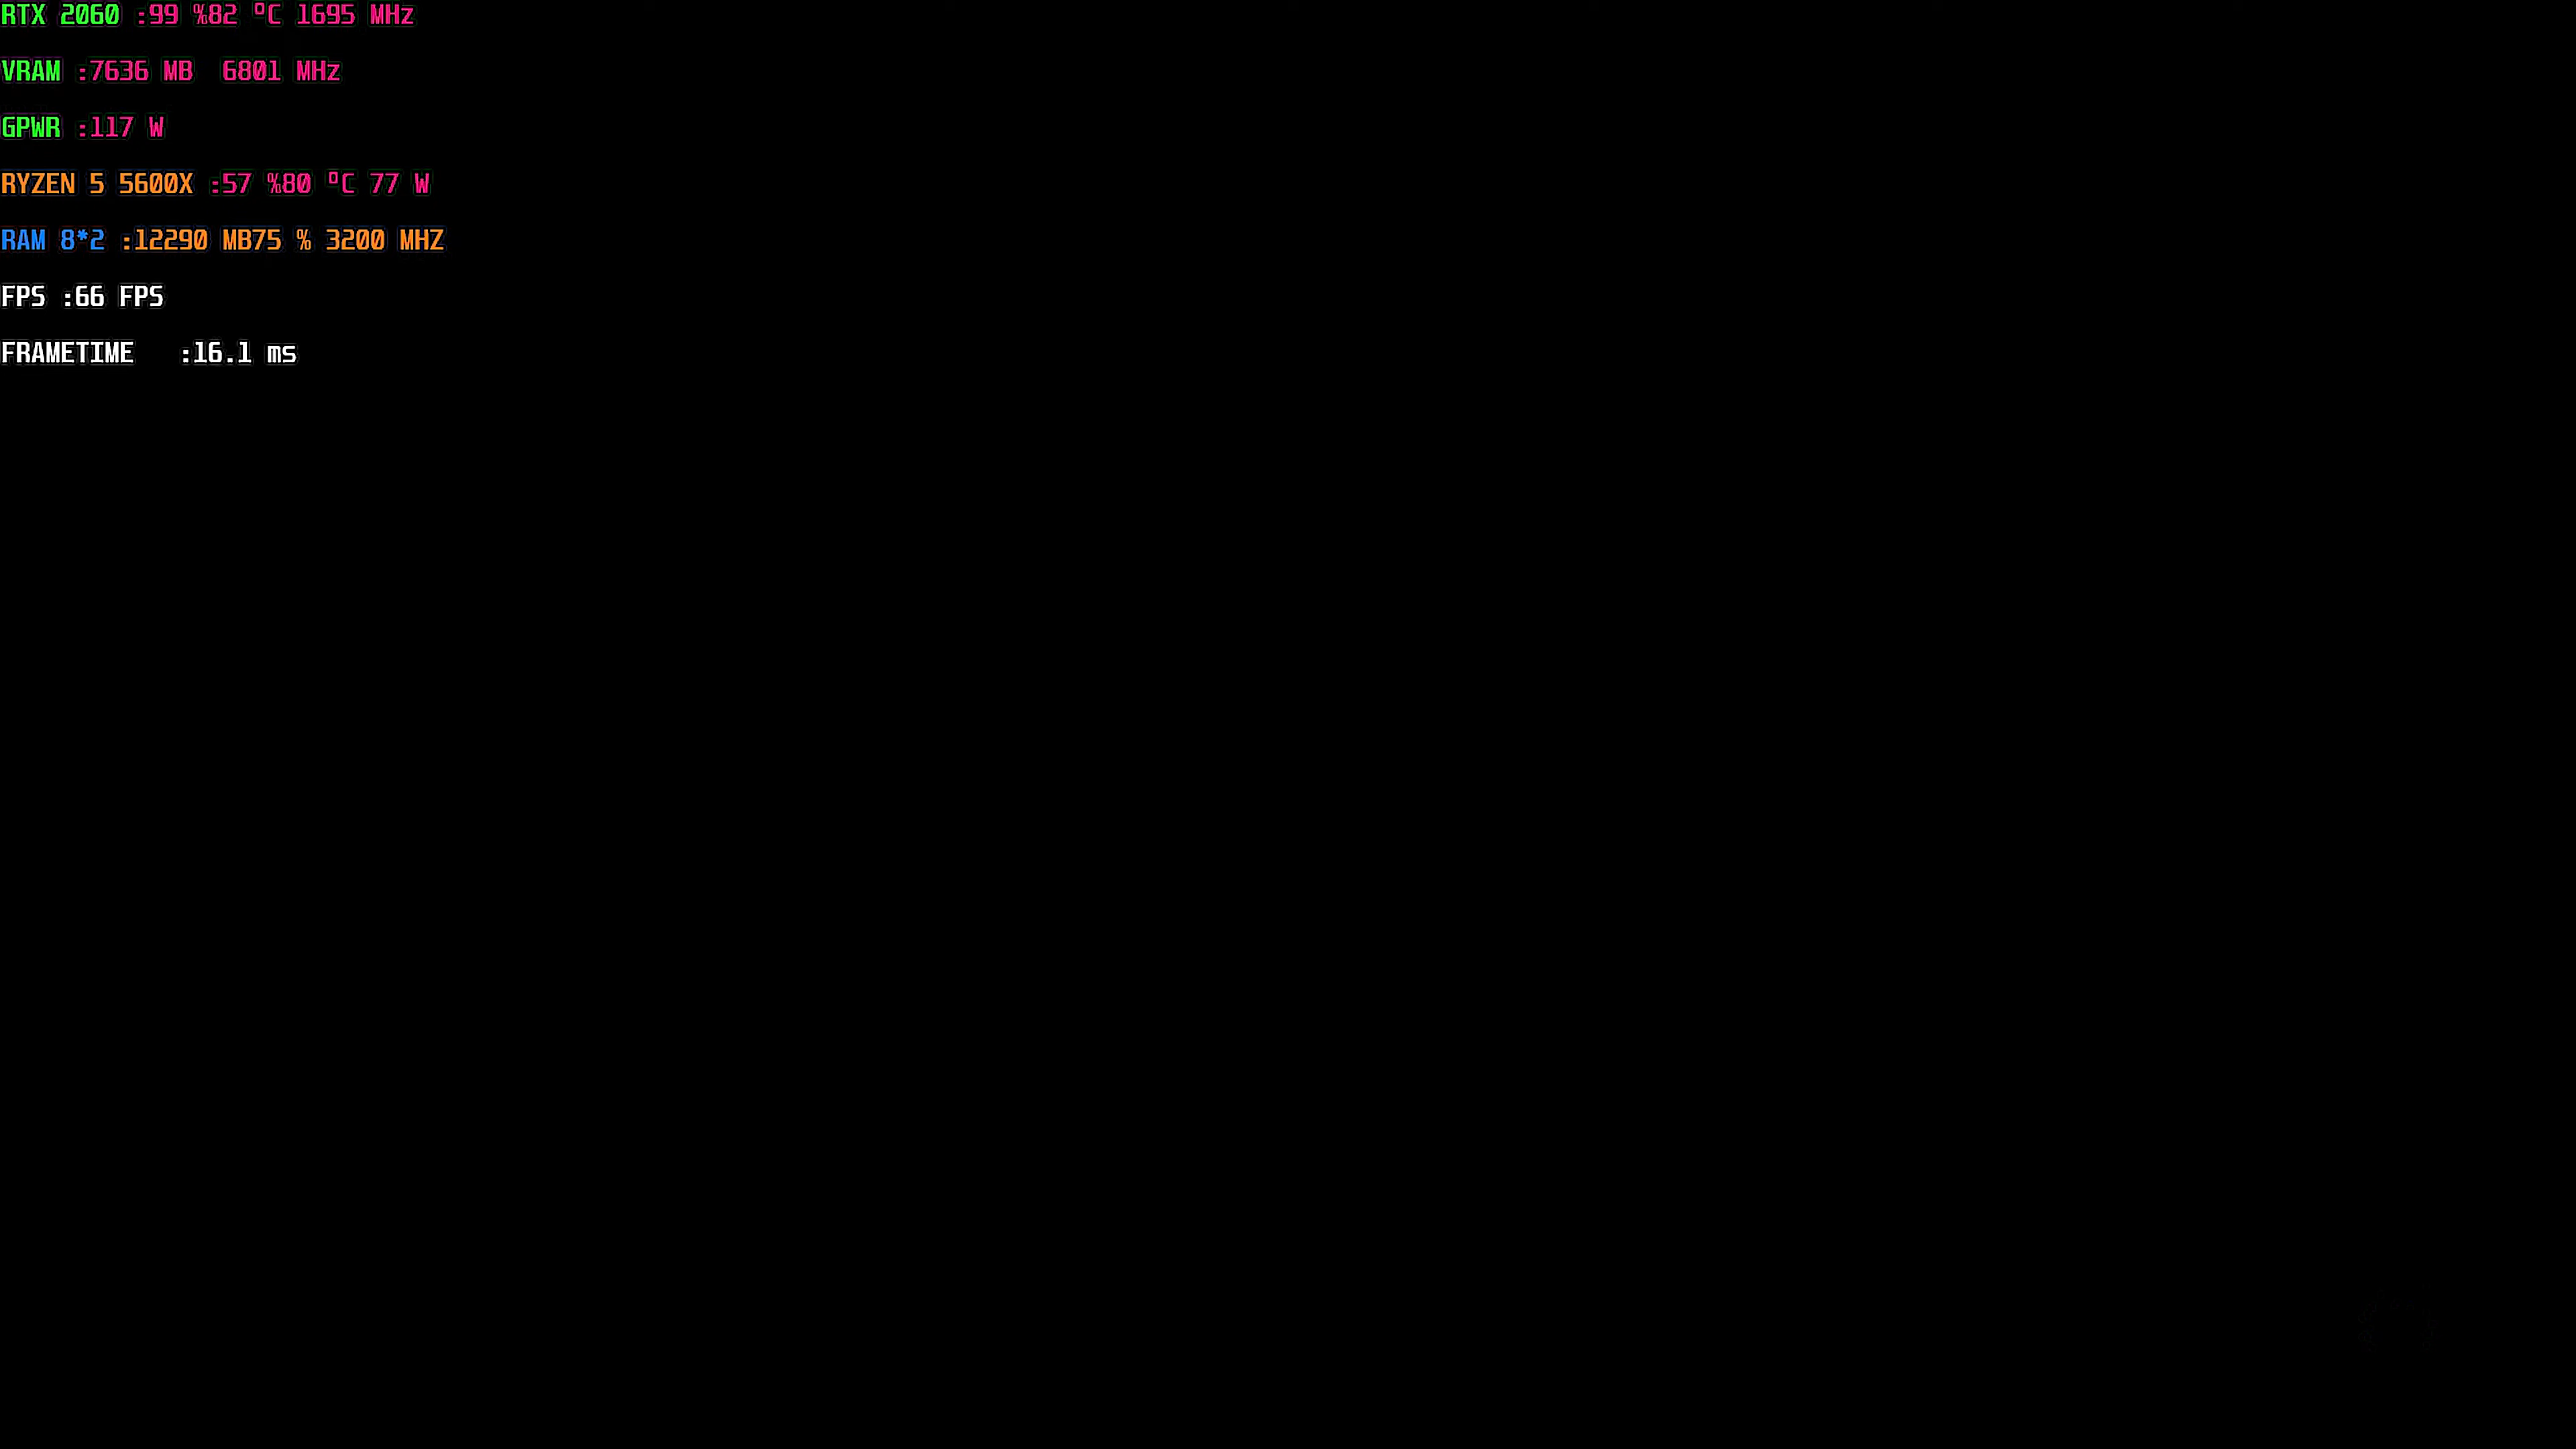 RTX 2060 :99 %82 °C 1695 MHz
VRAM :7636 MB  6801 MHz
GPWR :117 W
RYZEN 5 5600X :57 %80 °C 77 W
RAM 8*2 :12290 MB75 % 3200 MHZ
FPS :66 FPS
FRAMETIME   :16.1 ms